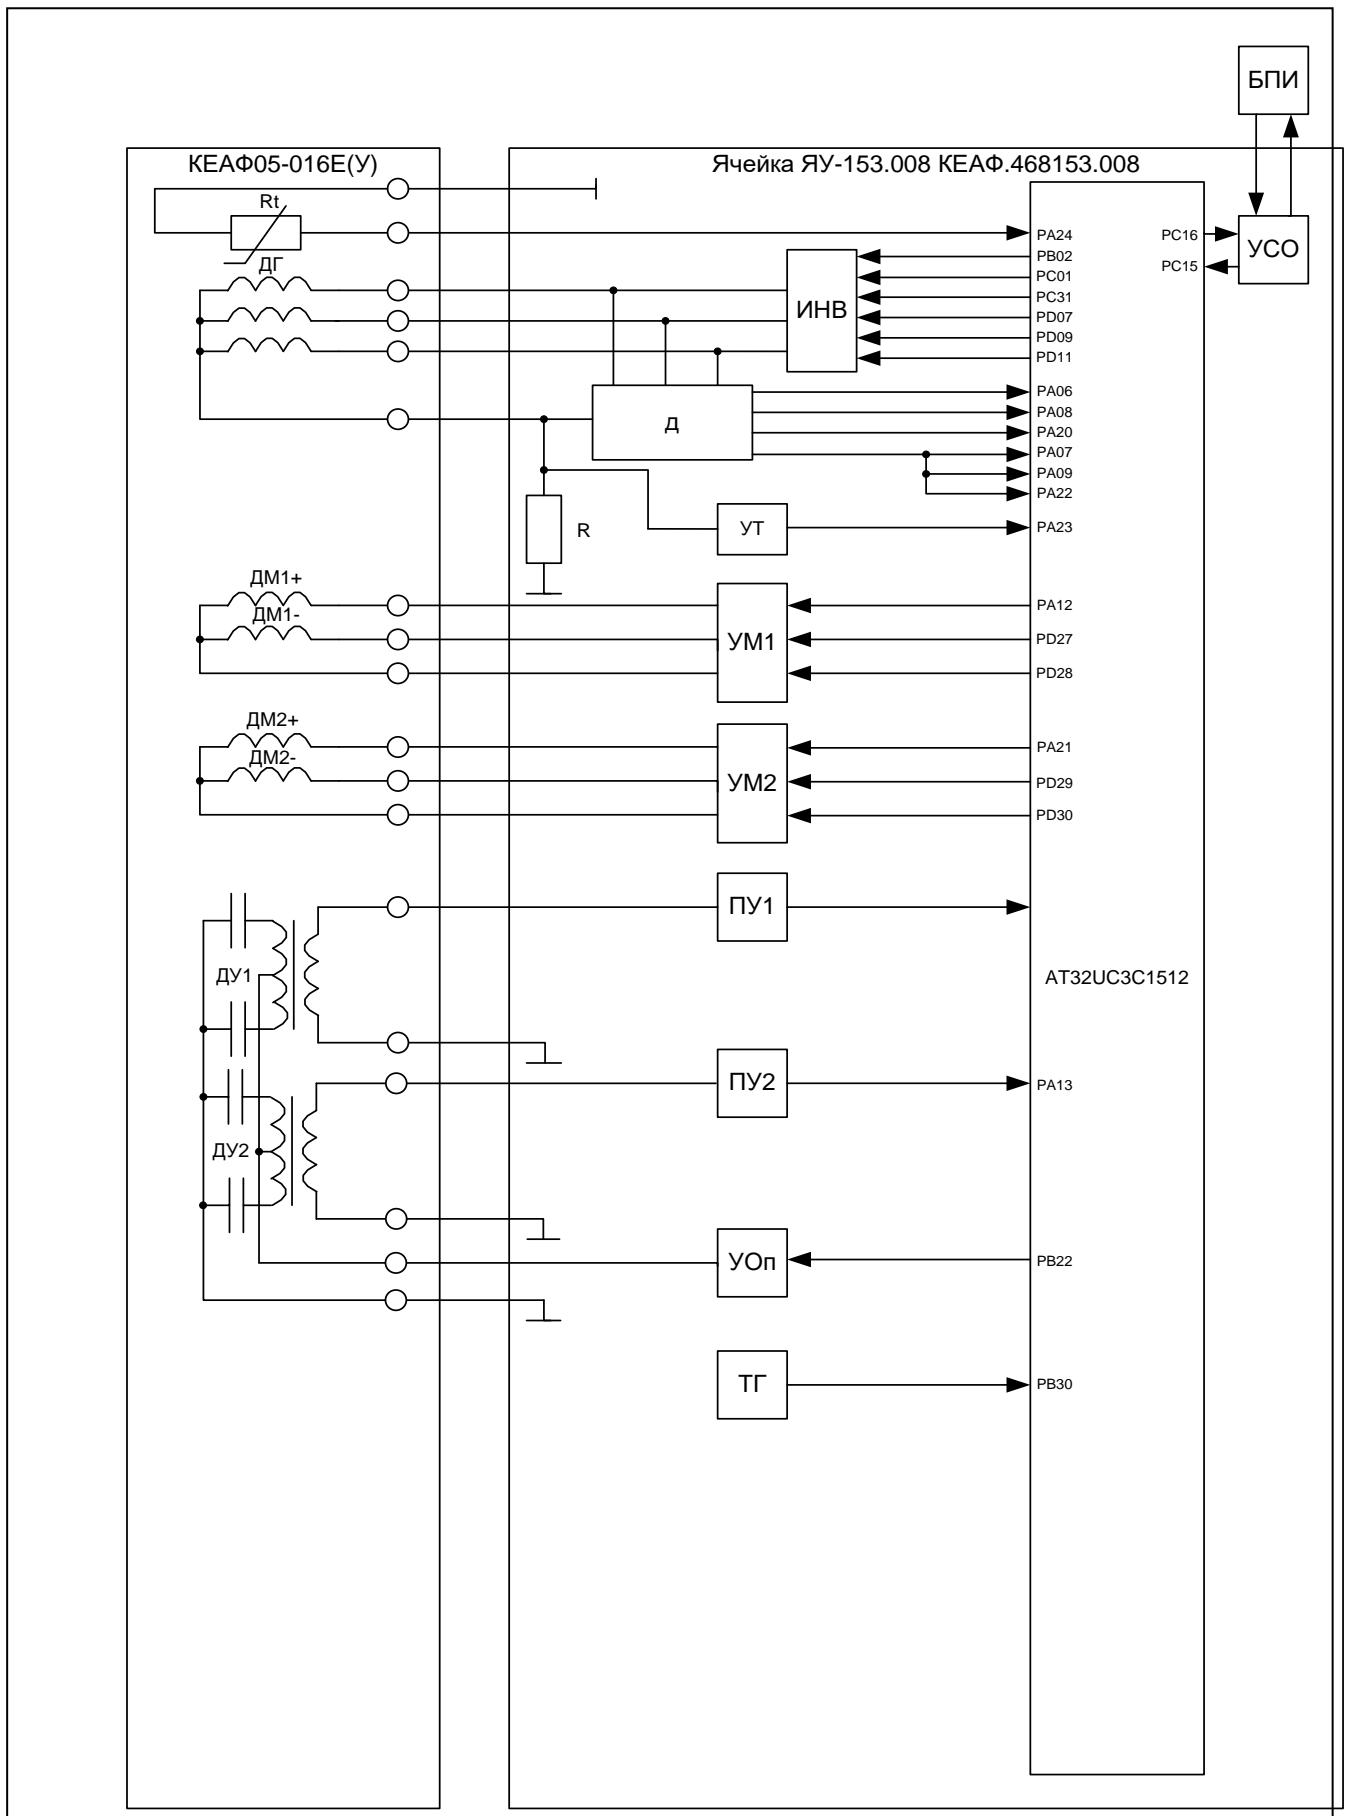 БПИ
КЕАФ05-016Е(У)
Ячейка ЯУ-153.008 КЕАФ.468153.008
Rt
PA24
PC16
УСО
PB02
ДГ
PC15
PC01
ИНВ
PC31
PD07
PD09
PD11
PA06
PA08
Д
PA20
PA07
PA09
PA22
R
УТ
PA23
ДМ1+
PA12
ДМ1-
УМ1
PD27
PD28
ДМ2+
PA21
ДМ2-
УМ2
PD29
PD30
ПУ1
ДУ1
AT32UC3C1512
ПУ2
PA13
ДУ2
УОп
PB22
ТГ
PB30